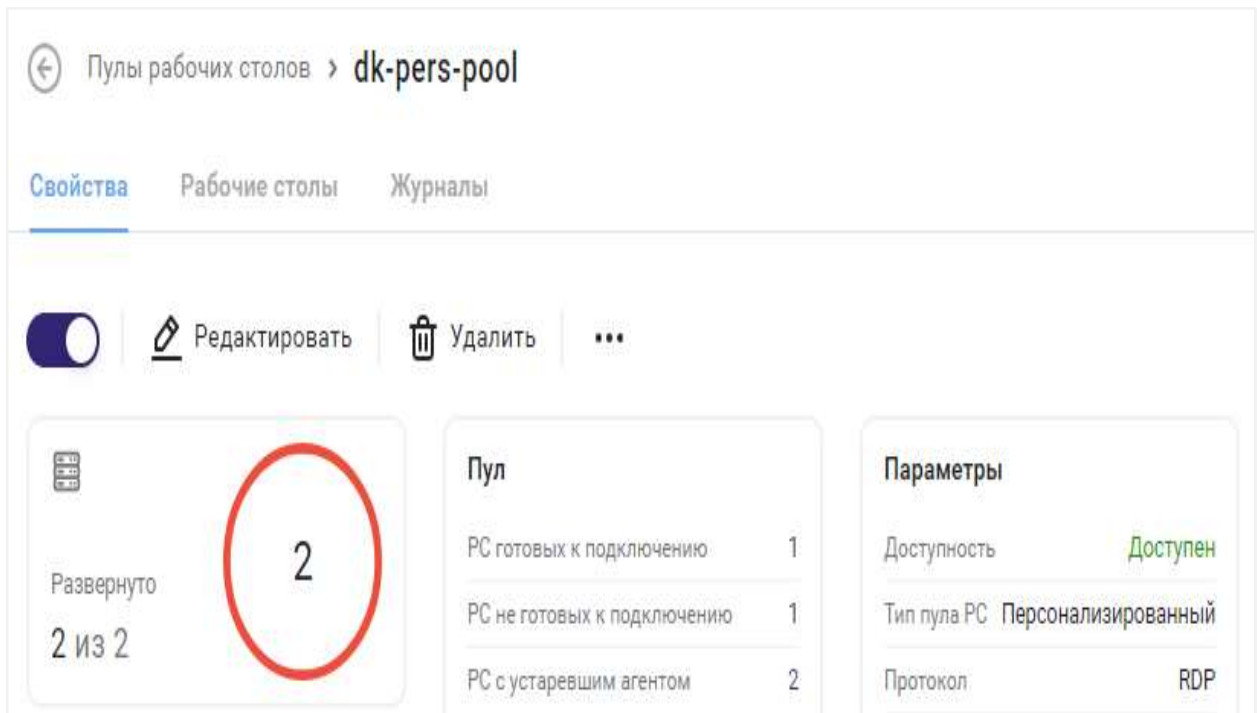 Пулы рабочих столов > dk-pers-pool
Свойства Рабочие столы Журналы
Редактировать Удалить ...
Развернуто
2 из 2
2
Пул
РС готовых к подключению 1
РС не готовых к подключению 1
РС с устаревшим агентом 2
Параметры
Доступность Доступен
Тип пула РС Персонализированный
Протокол RDP